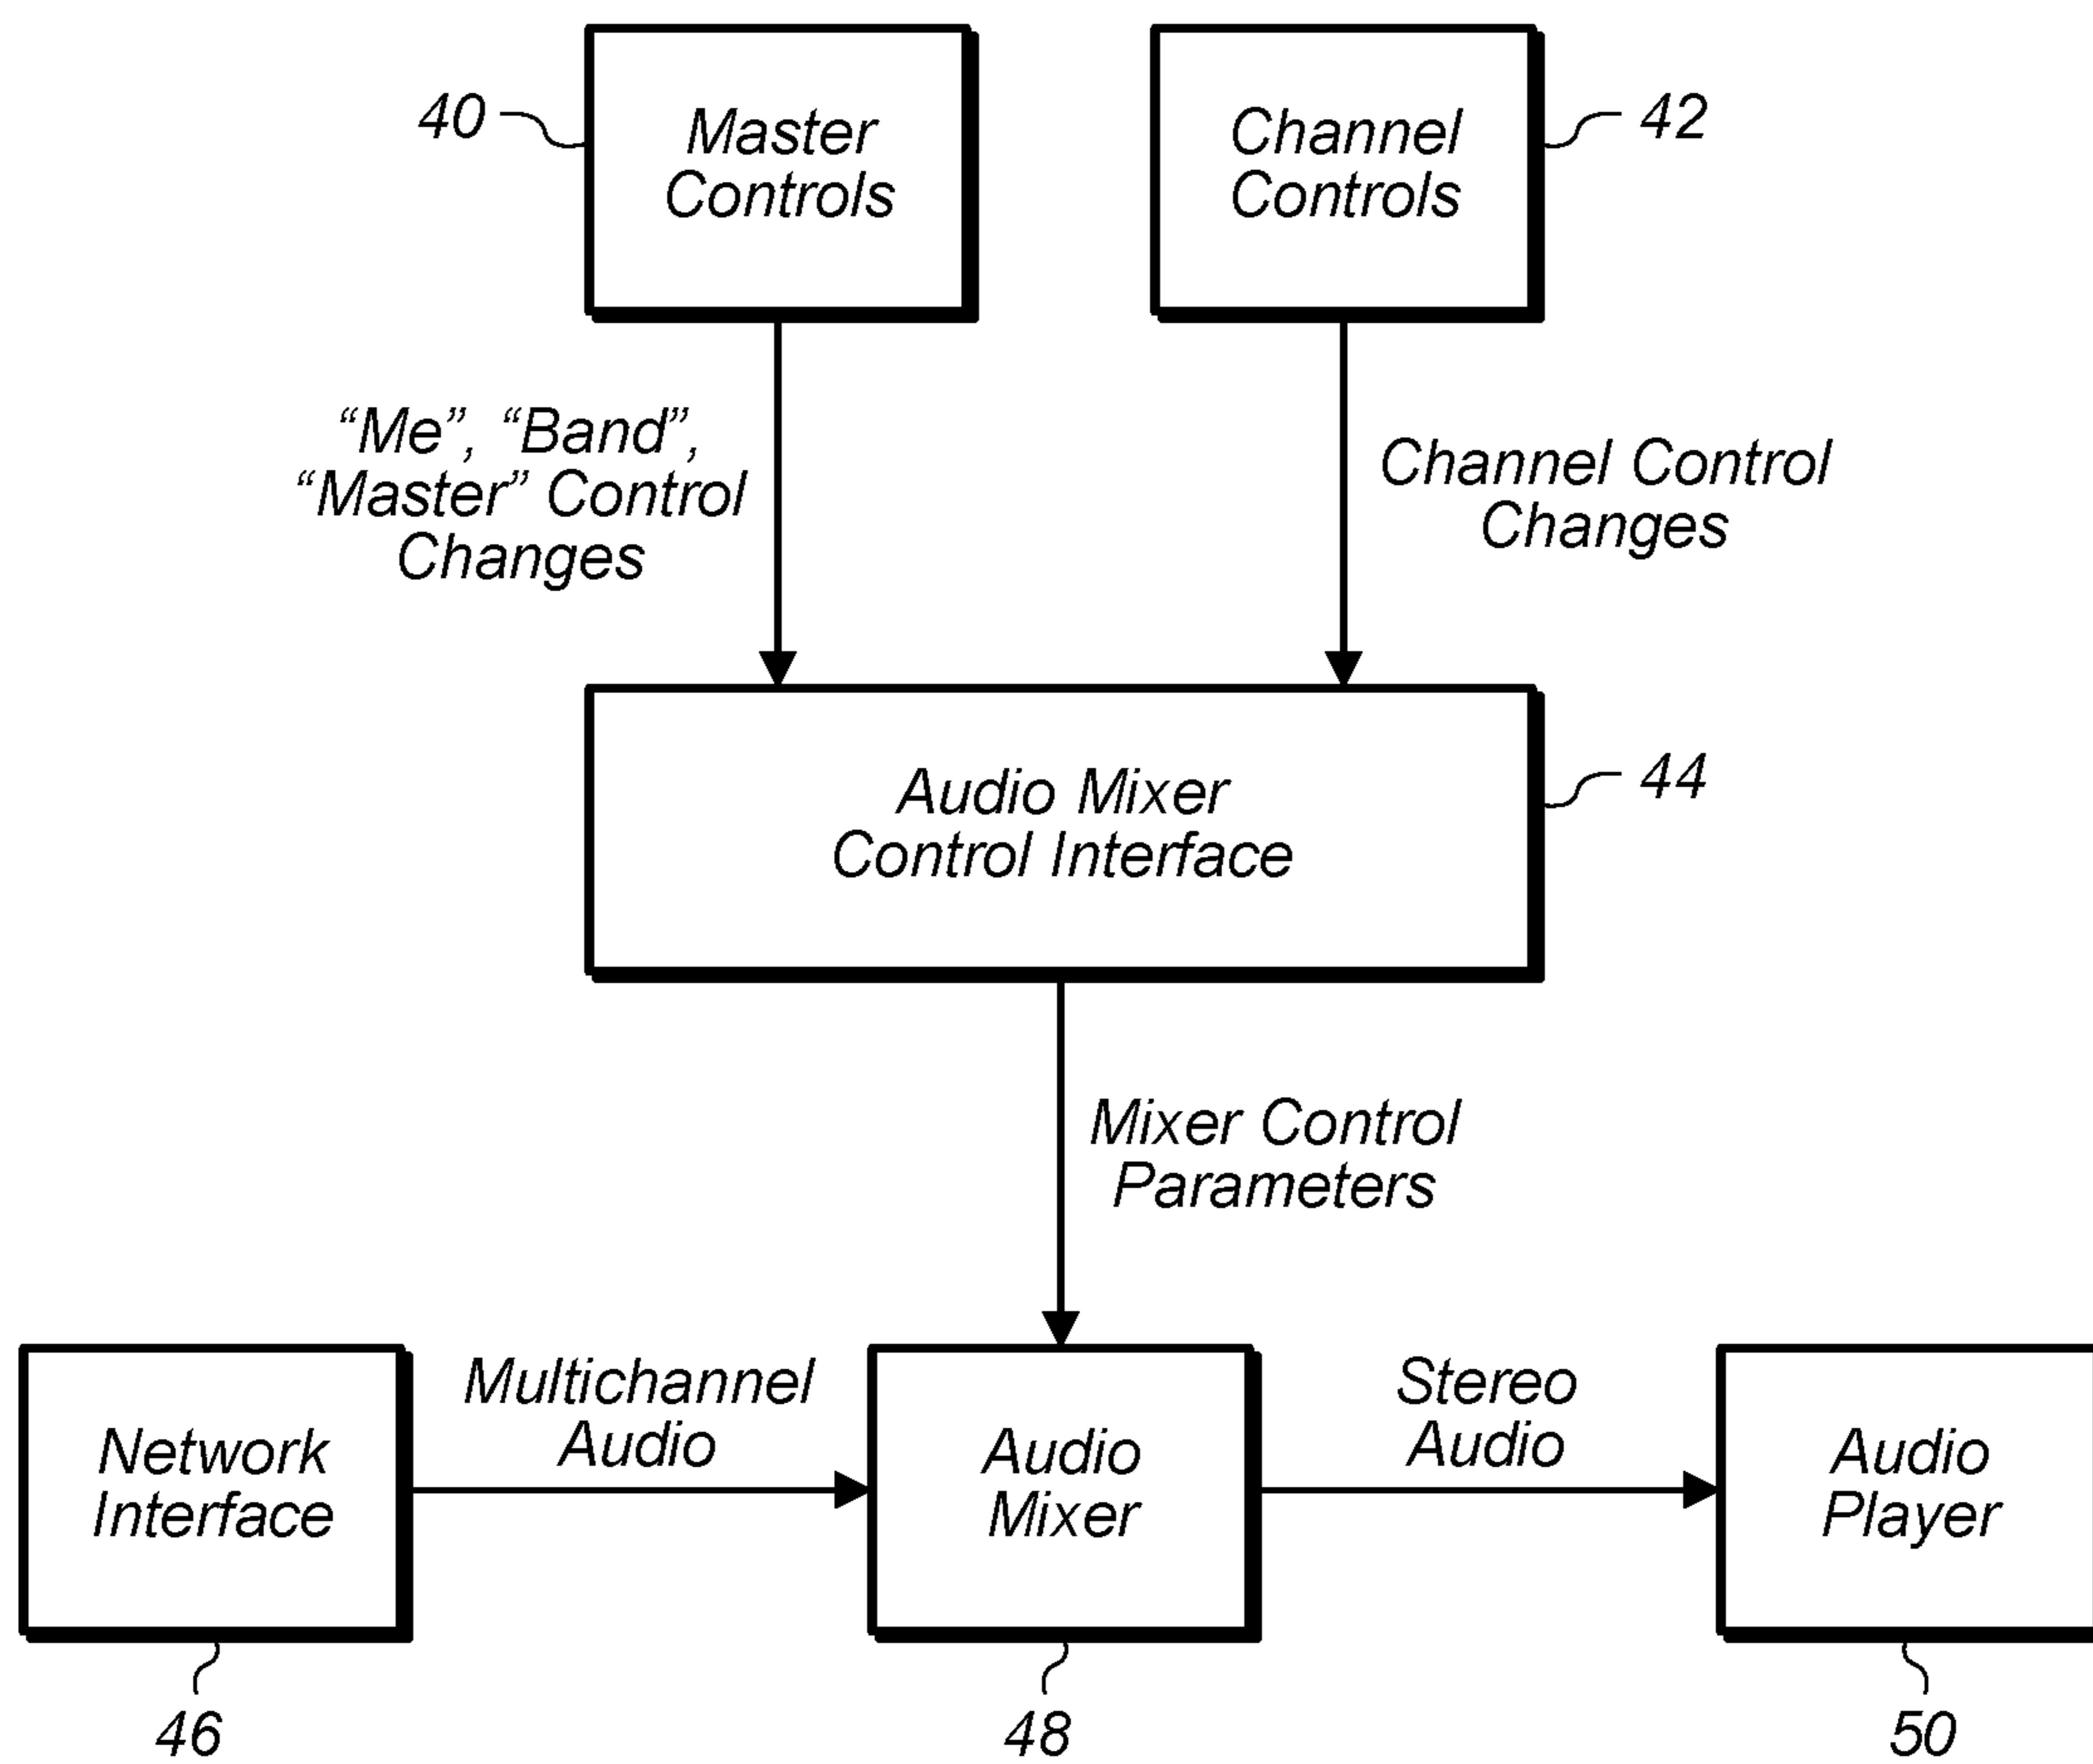 40
Master
Controls
Channel
Controls
42
“Me”, “Band”,
“Master” Control
Changes
Channel Control
Changes
Audio Mixer
Control Interface
44
Mixer Control
Parameters
Network
Interface
Multichannel
Audio
Audio
Mixer
Stereo
Audio
Audio
Player
46
48
50